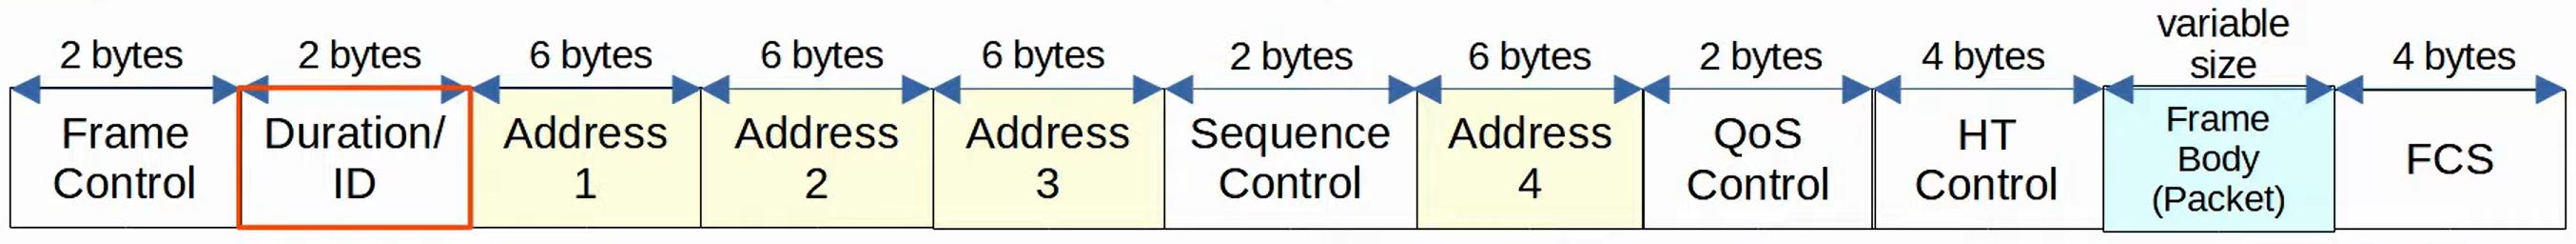 2 bytes
2 bytes
6 bytes
6 bytes
6 bytes
2 bytes
6 bytes
2 bytes
4 bytes
variable
size
4 bytes
Frame
Control
Duration/
ID
Address
1
Address
2
Address
3
Sequence
Control
Address
4
QoS
Control
HT
Control
Frame
Body
(Packet)
FCS